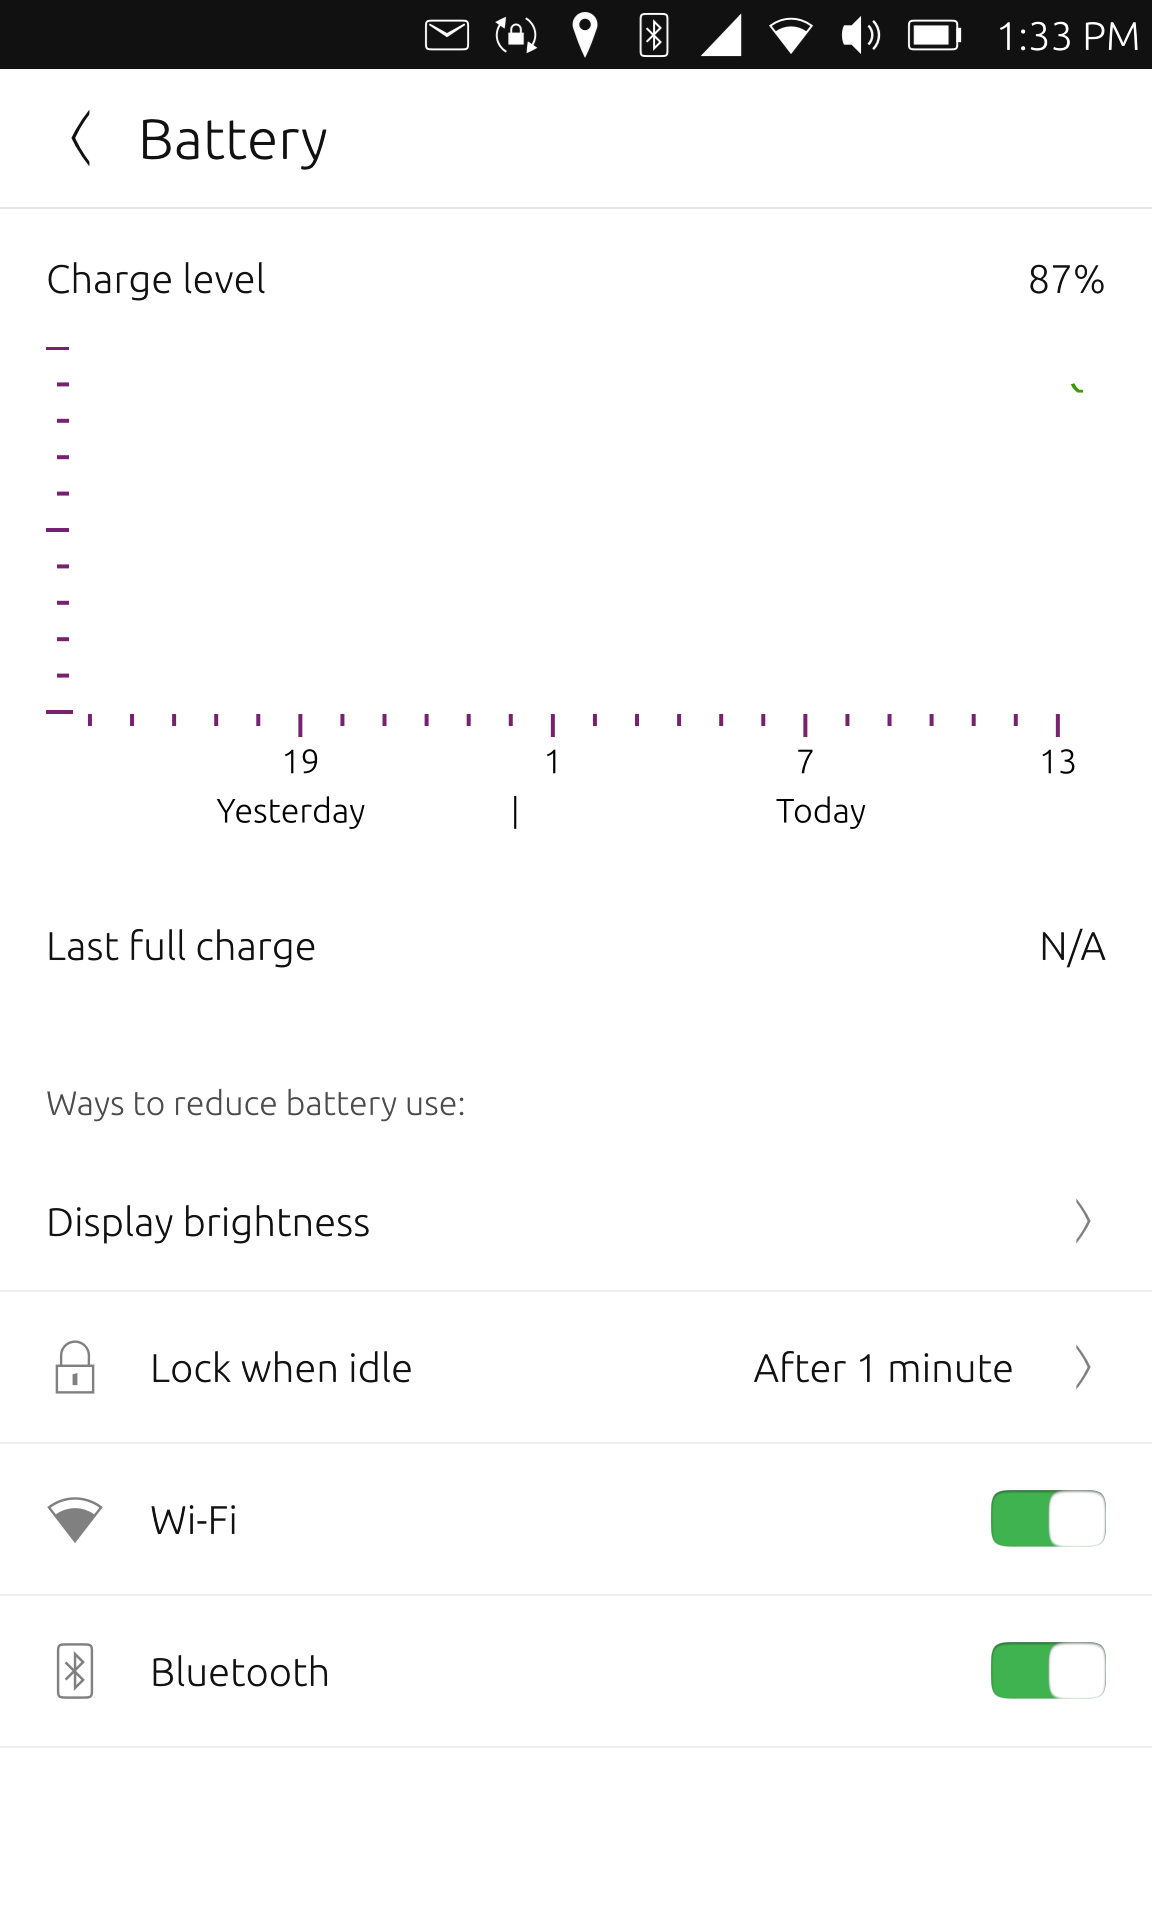 1:33 PM
Battery
Charge level 87%
19 1 7 13
Yesterday | Today
Last full charge N/A
Ways to reduce battery use:
Display brightness
Lock when idle After 1 minute
Wi-Fi
Bluetooth